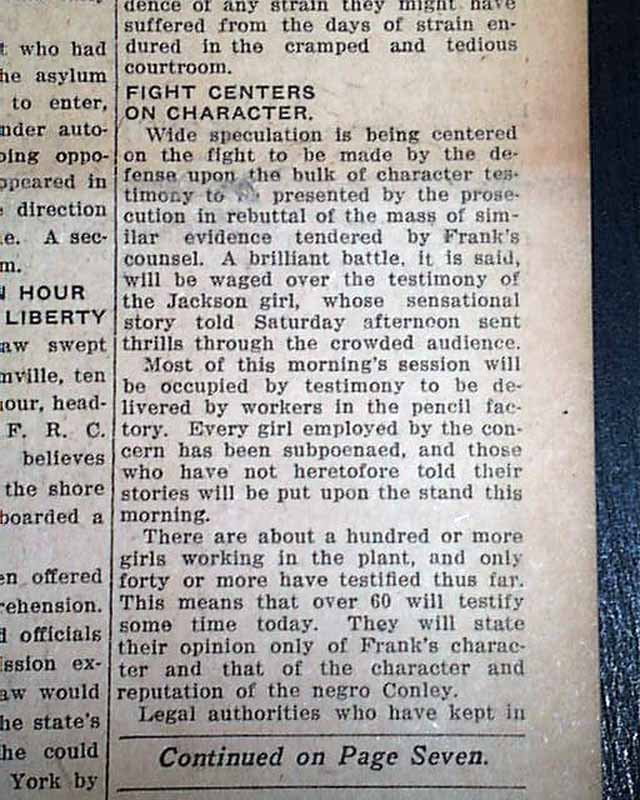 t who had
he asylum
to enter,
nder auto-
oing oppo-
ppeared in
direction
e. A sec-
m.
HOUR
LIBERTY
aw swept
mville, ten
hour, head-
F. R. C.
believes
the shore
boarded a
en offered
rehension.
d officials
ission ex-
aw would
he state's
he could
York by
dence of any strain they might have
suffered from the days of strain en-
dured in the cramped and tedious
courtroom.
FIGHT CENTERS
ON CHARACTER.
Wide speculation is being centered
on the fight to be made by the de-
fense upon the bulk of character tes-
timony to presented by the prose-
cution in rebuttal of the mass of sim-
ilar evidence tendered by Frank's
counsel. A brilliant battle, it is said,
will be waged over the testimony of
the Jackson girl, whose sensational
story told Saturday afternoon sent
thrills through the crowded audience.
Most of this morning's session will
be occupied by testimony to be de-
livered by workers in the pencil fac-
tory. Every girl employed by the con-
cern has been subpoenaed, and those
who have not heretofore told their
stories will be put upon the stand this
morning.
There are about a hundred or more
girls working in the plant, and only
forty or more have testified thus far.
This means that over 60 will testify
some time today. They will state
their opinion only of Frank's charac-
ter and that of the character and
reputation of the negro Conley.
Legal authorities who have kept in
Continued on Page Seven.